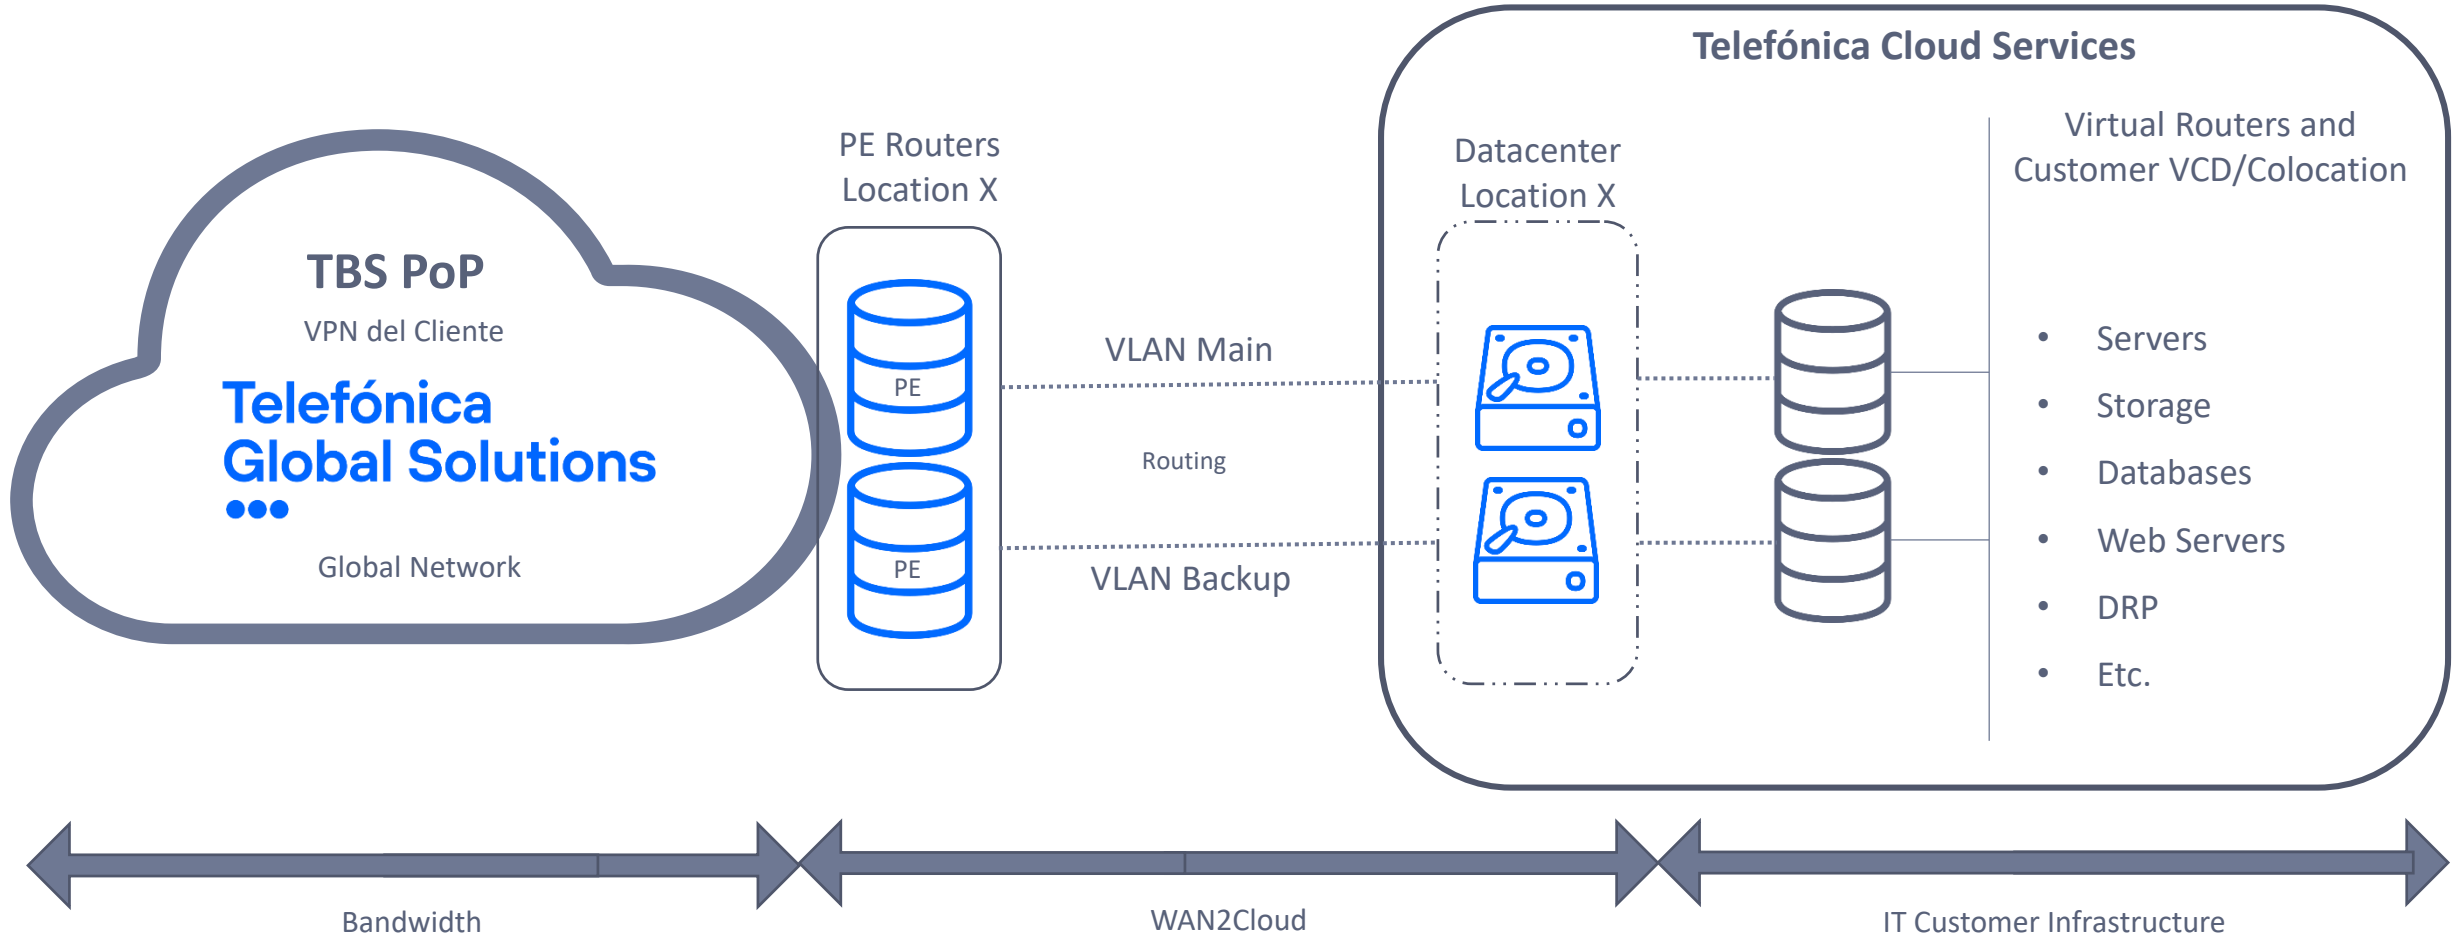 Telefónica Cloud Services
TBS PoP
VPN del Cliente
Telefónica
Global Solutions
Global Network
PE Routers
Location X
PE
PE
VLAN Main
Routing
VLAN Backup
Datacenter
Location X
Virtual Routers and
Customer VCD/Colocation
• Servers
• Storage
• Databases
• Web Servers
• DRP
• Etc.
Bandwidth
WAN2Cloud
IT Customer Infrastructure